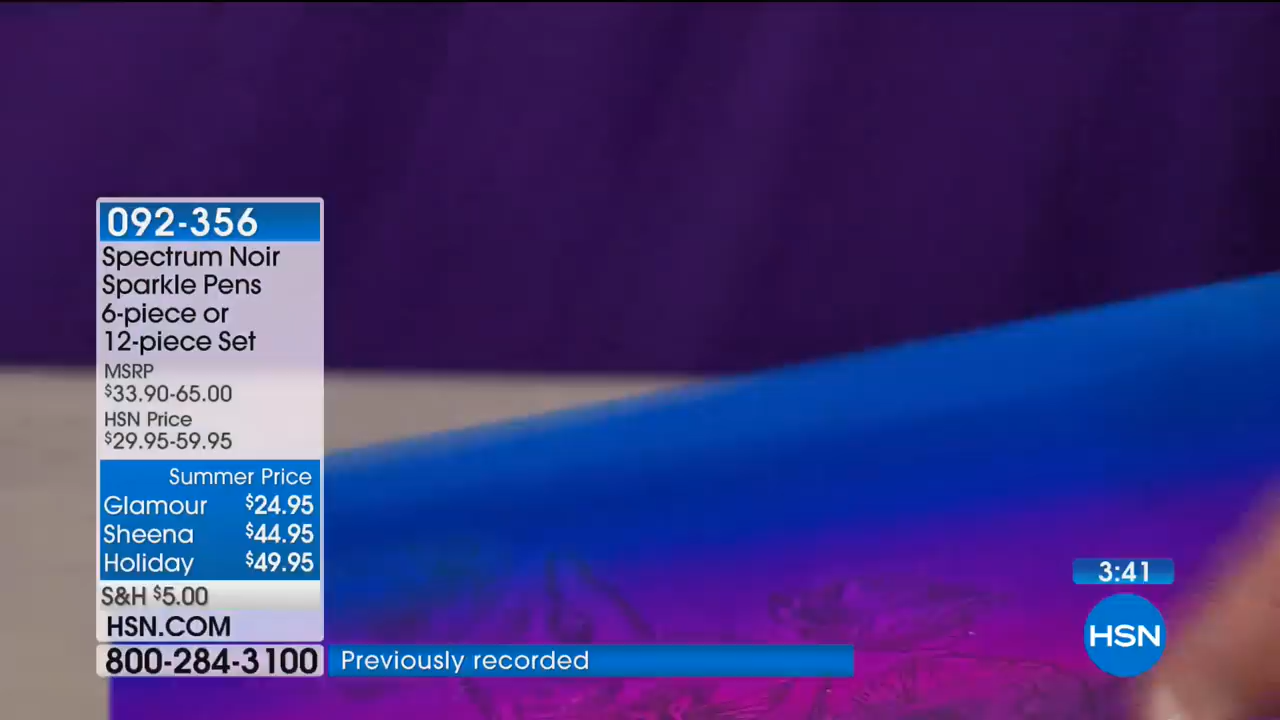 092-356
Spectrum Noir
Sparkle Pens
6-piece or
12-piece Set
MSRP
$33.90-65.00
HSN Price
$29.95-59.95
Summer Price
Glamour $24.95
Sheena $44.95
Holiday $49.95
S&H $5.00
HSN.COM
800-284-3100
Previously recorded
3:41
HSN